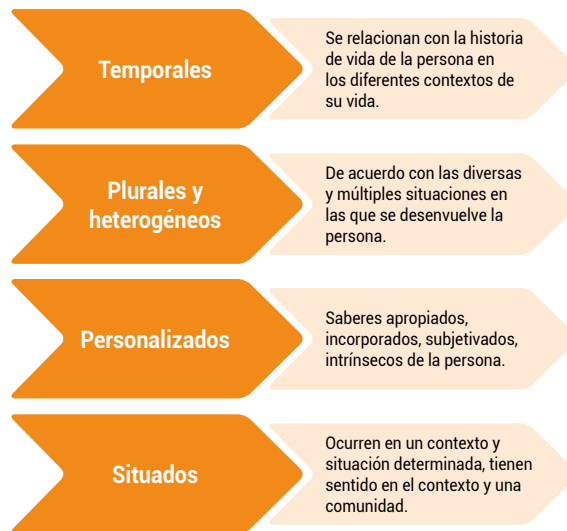 Temporales
Se relacionan con la historia
de vida de la persona en
los diferentes contextos de
su vida.
Plurales y
heterogéneos
De acuerdo con las diversas
y múltiples situaciones en
las que se desenvuelve la
persona.
Personalizados
Saberes apropiados,
incorporados, subjetivados,
intrínsecos de la persona.
Situados
Ocurren en un contexto y
situación determinada, tienen
sentido en el contexto y una
comunidad.